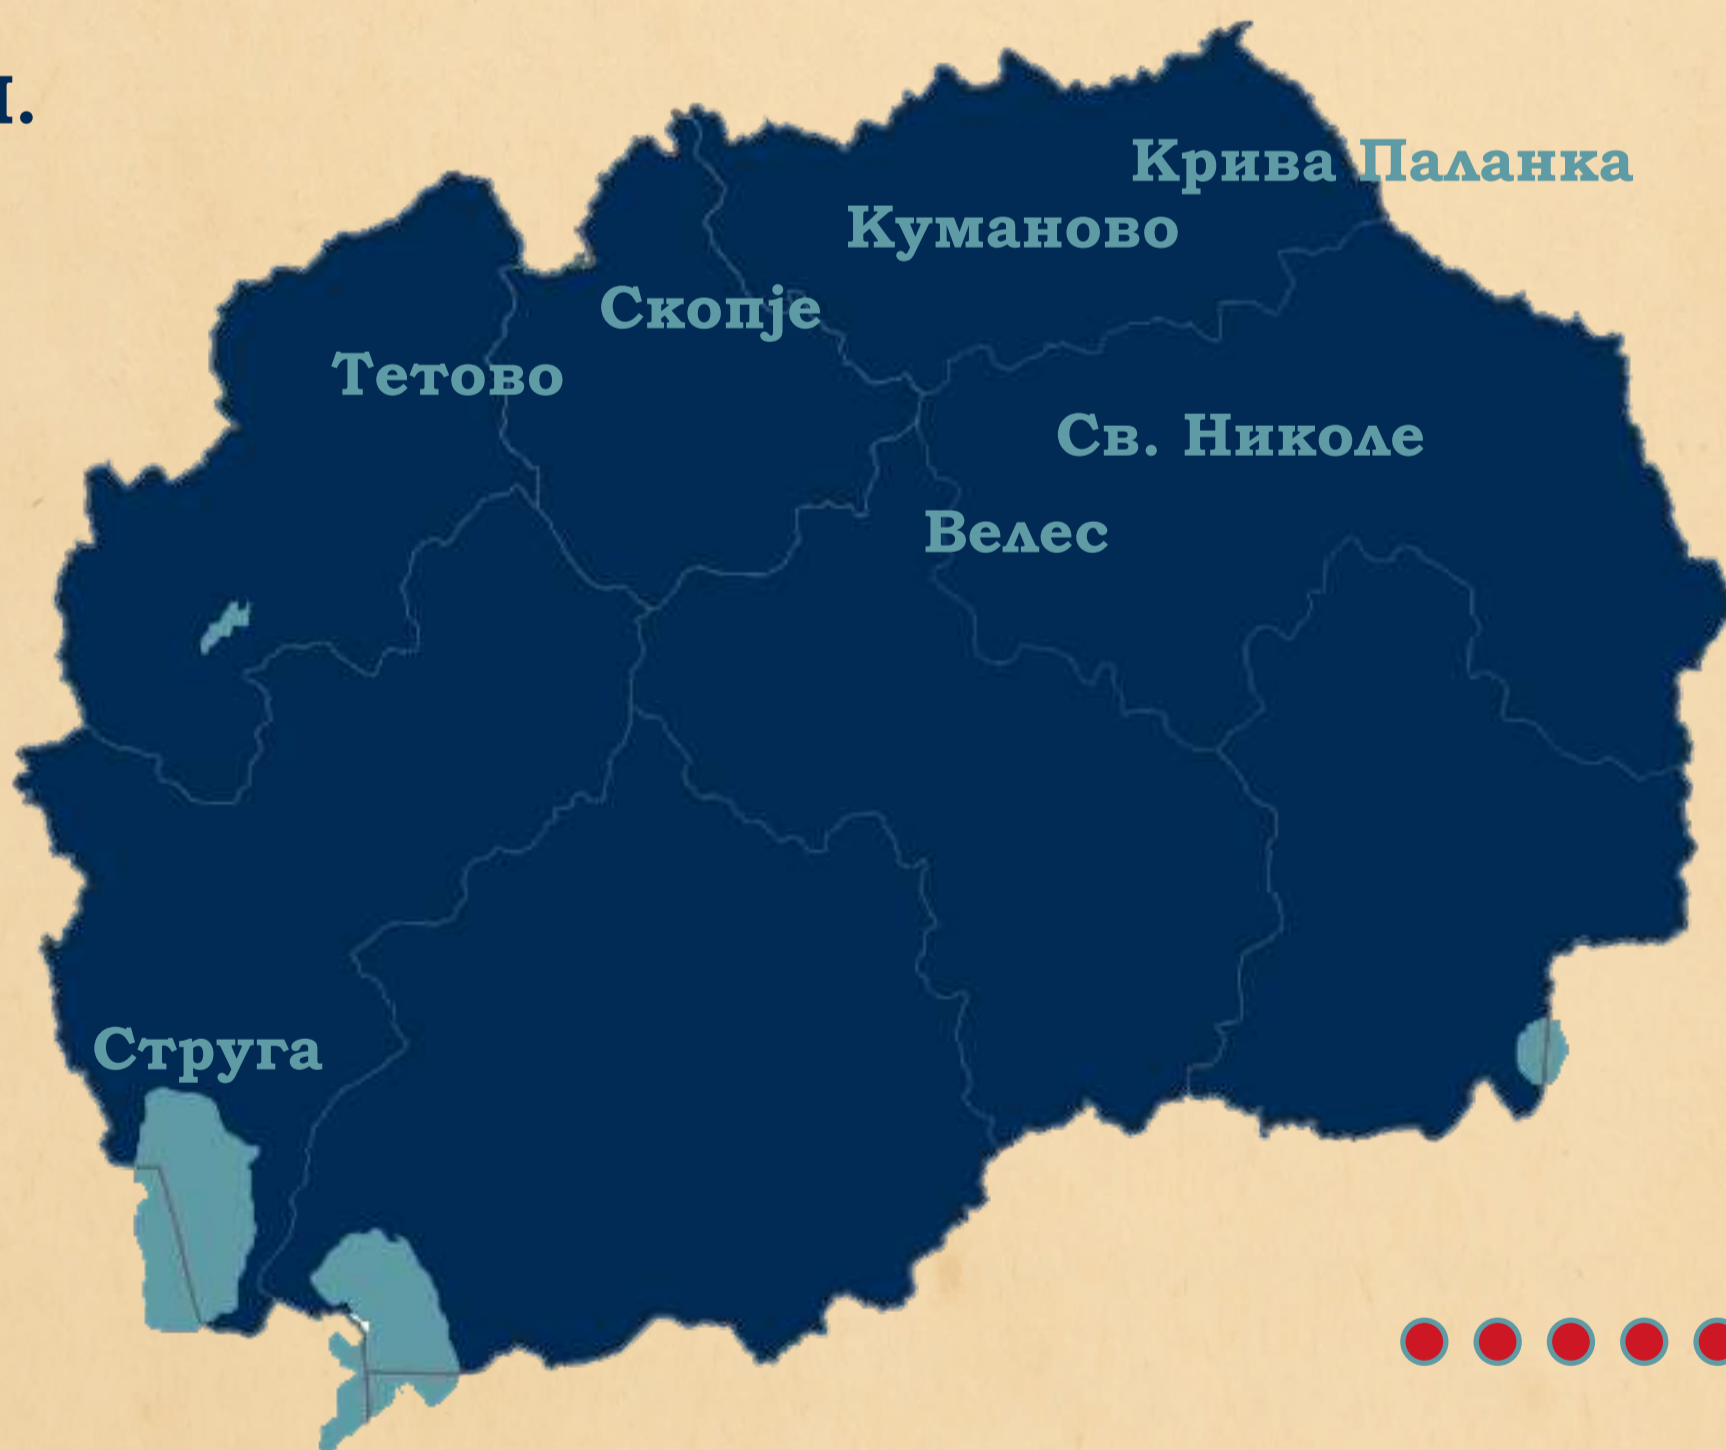 Крива Паланка
Куманово
Скопје
Тетово
Св. Николе
Велес
Струга